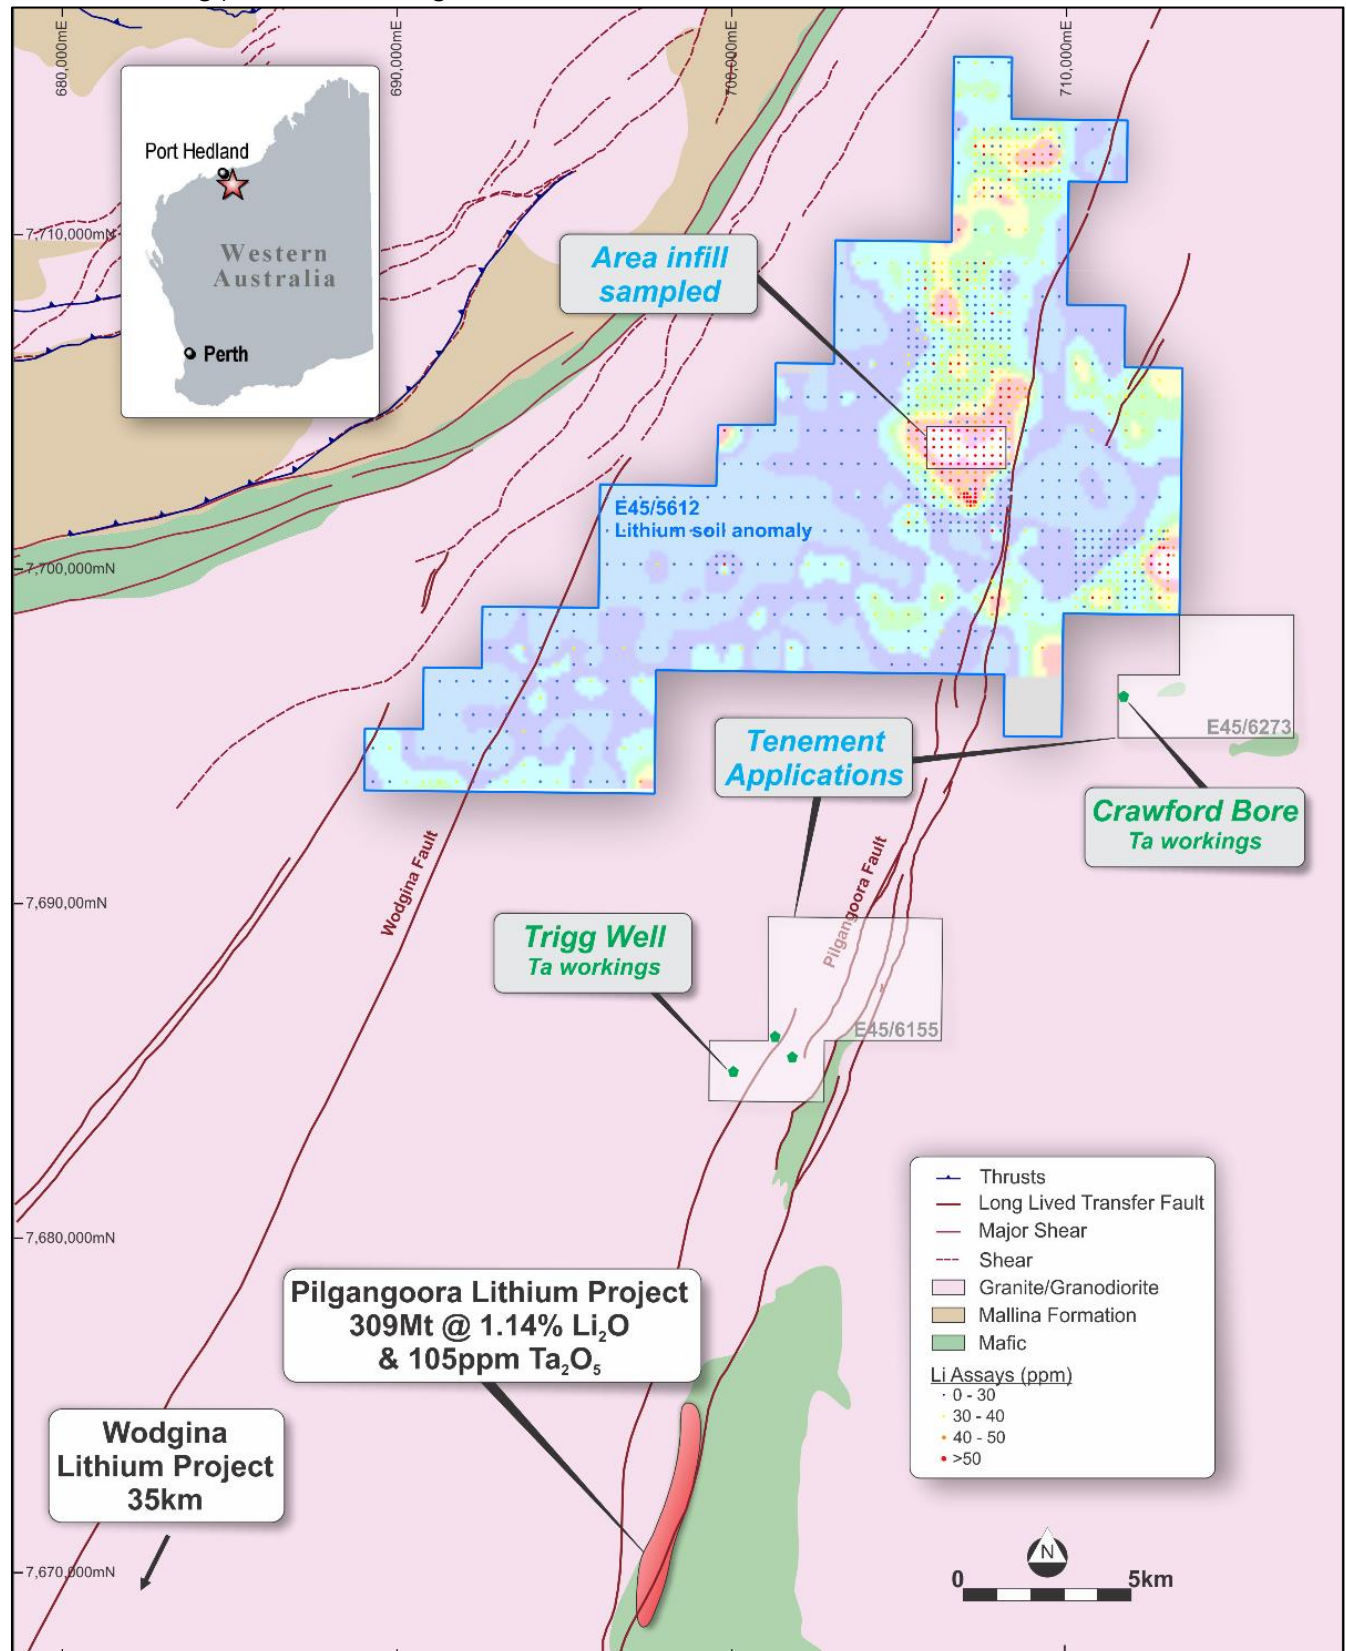 680,000mE
690,000mE
700,000mE
710,000mE
Port Hedland
Western
Australia
Perth
7,710,000mN
Area infill
sampled
E45/5612
Lithium soil anomaly
7,700,000mN
E45/6273
Tenement
Applications
Crawford Bore
Ta workings
Wodgina Fault
Pilgangoora Fault
7,690,00mN
Trigg Well
Ta workings
E45/6155
Thrusts
Long Lived Transfer Fault
Major Shear
Shear
Granite/Granodiorite
Mallina Formation
Mafic
Li Assays (ppm)
0 - 30
30 - 40
40 - 50
>50
7,680,000mN
Pilgangoora Lithium Project
309Mt @ 1.14% Li₂O
& 105ppm Ta₂O₅
Wodgina
Lithium Project
35km
7,670,000mN
N
0 5km